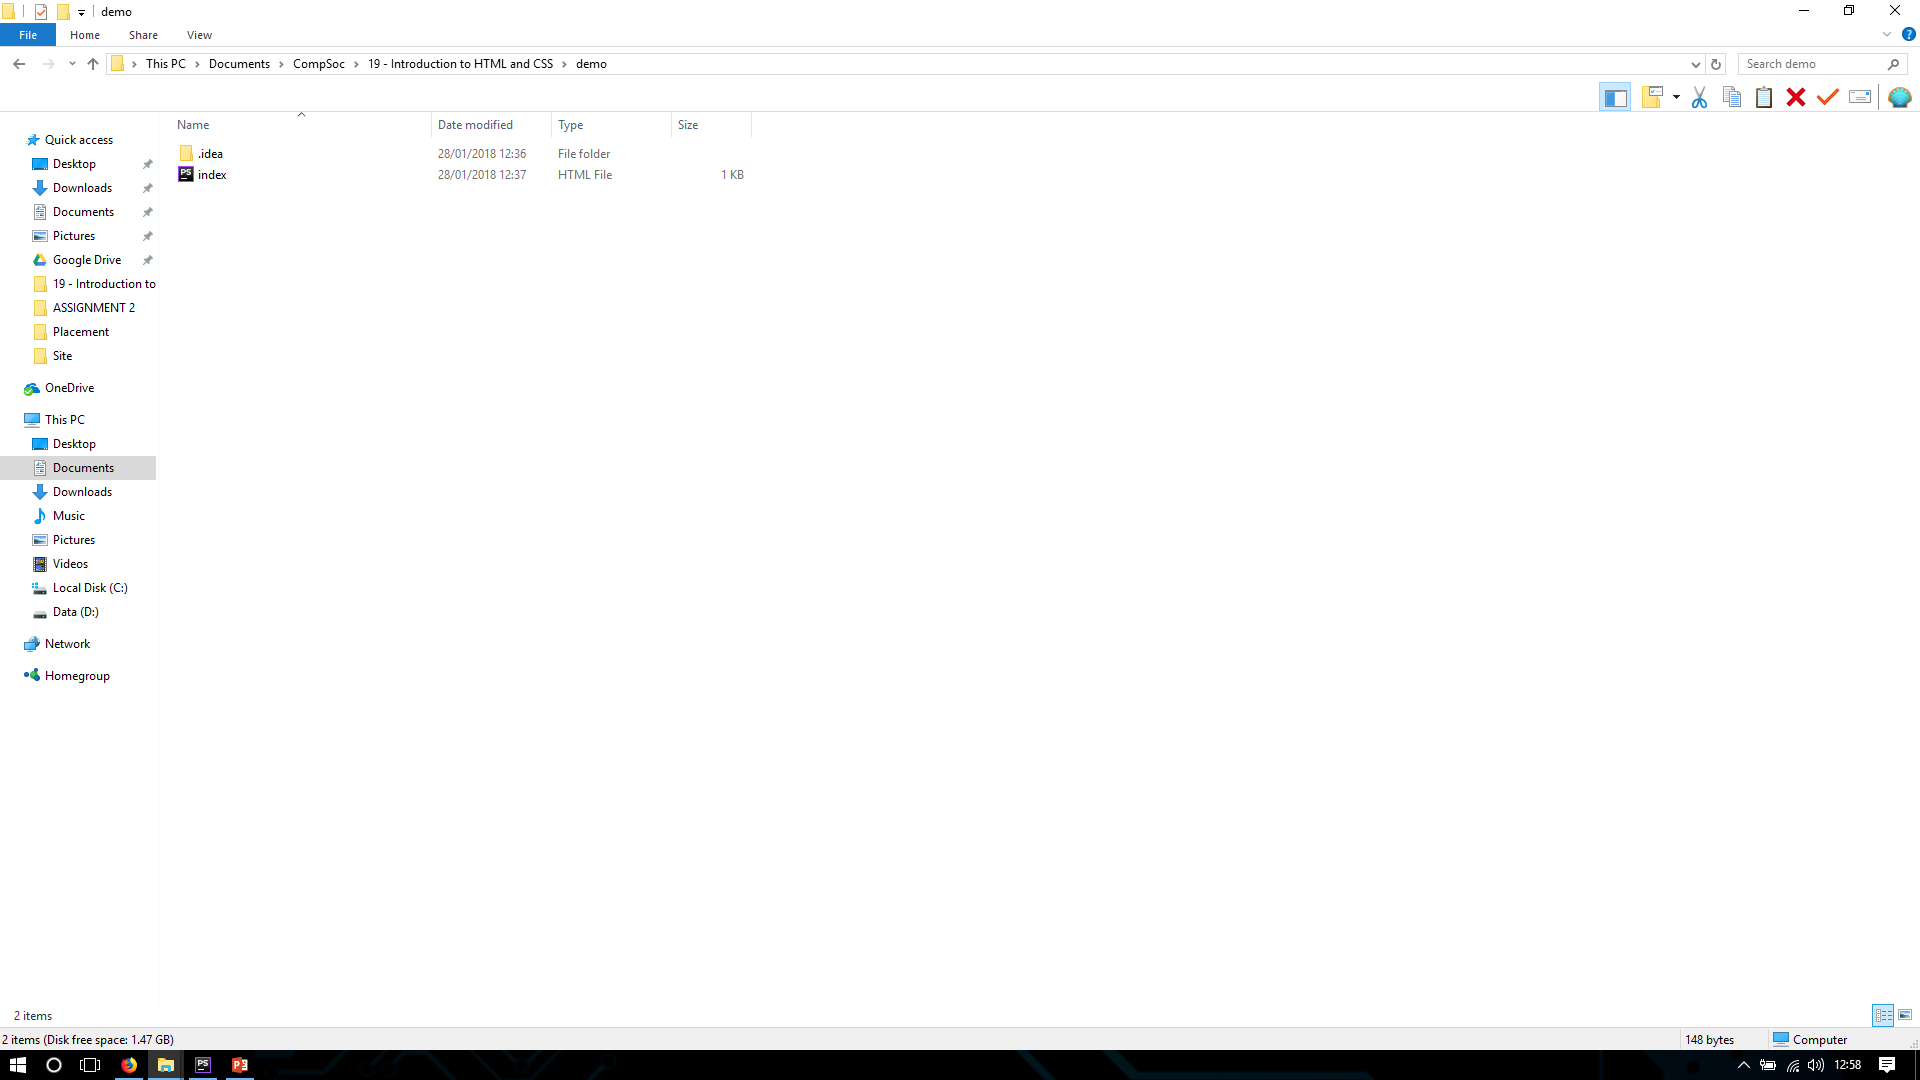 demo
File Home Share View
This PC Documents CompSoc 19 - Introduction to HTML and CSS demo
Search demo
Name Date modified Type Size
.idea 28/01/2018 12:36 File folder
index 28/01/2018 12:37 HTML File 1 KB
Quick access
Desktop
Downloads
Documents
Pictures
Google Drive
19 - Introduction to
ASSIGNMENT 2
Placement
Site
OneDrive
This PC
Desktop
Documents
Downloads
Music
Pictures
Videos
Local Disk (C:)
Data (D:)
Network
Homegroup
2 items
2 items (Disk free space: 1.47 GB) 148 bytes Computer
12:58